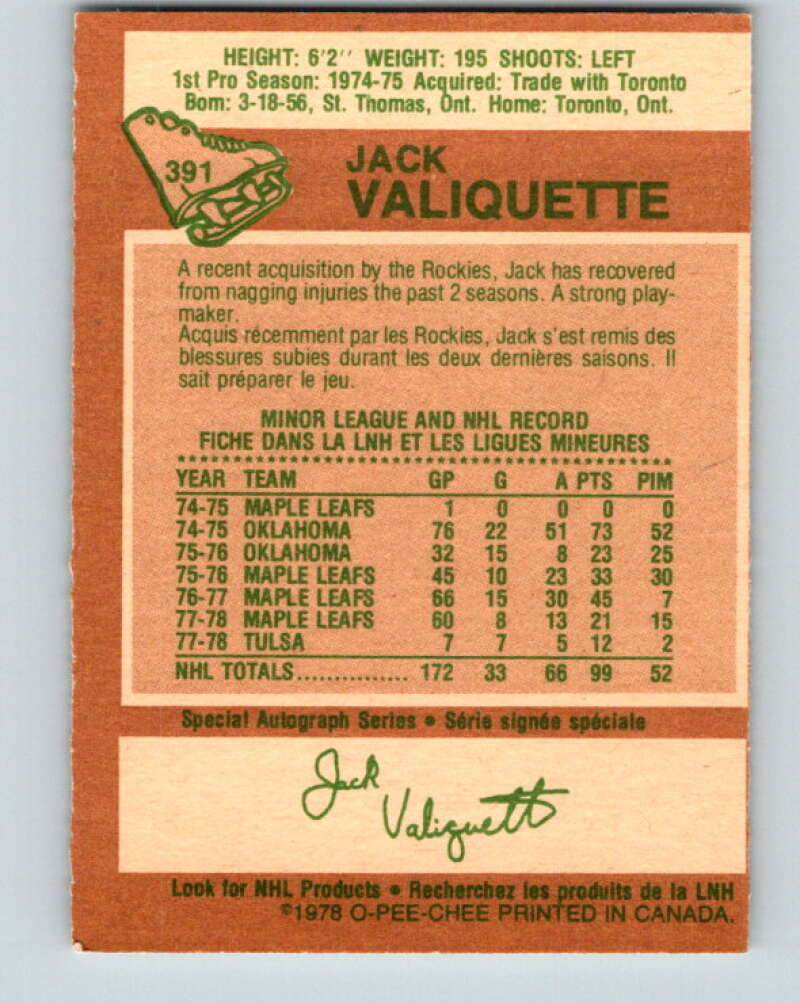 HEIGHT: 6'2'' WEIGHT: 195 SHOOTS: LEFT
1st Pro Season: 1974-75 Acquired: Trade with Toronto
Born: 3-18-56, St. Thomas, Ont. Home: Toronto, Ont.
391
JACK
VALIQUETTE
A recent acquisition by the Rockies, Jack has recovered
from nagging injuries the past 2 seasons. A strong play-
maker.
Acquis récemment par les Rockies, Jack s'est remis des
blessures subies durant les deux dernières saisons. Il
sait préparer le jeu.
MINOR LEAGUE AND NHL RECORD
FICHE DANS LA LNH ET LES LIGUES MINEURES
YEAR TEAM GP G A PTS PIM
74-75 MAPLE LEAFS 1 0 0 0 0
74-75 OKLAHOMA 76 22 51 73 52
75-76 OKLAHOMA 32 15 8 23 25
75-76 MAPLE LEAFS 45 10 23 33 30
76-77 MAPLE LEAFS 66 15 30 45 7
77-78 MAPLE LEAFS 60 8 13 21 15
77-78 TULSA 7 7 5 12 2
NHL TOTALS............... 172 33 66 99 52
Special Autograph Series • Série signée spéciale
Jack
Valiquette
Look for NHL Products • Recherchez les produits de la LNH
©1978 O-PEE-CHEE PRINTED IN CANADA.